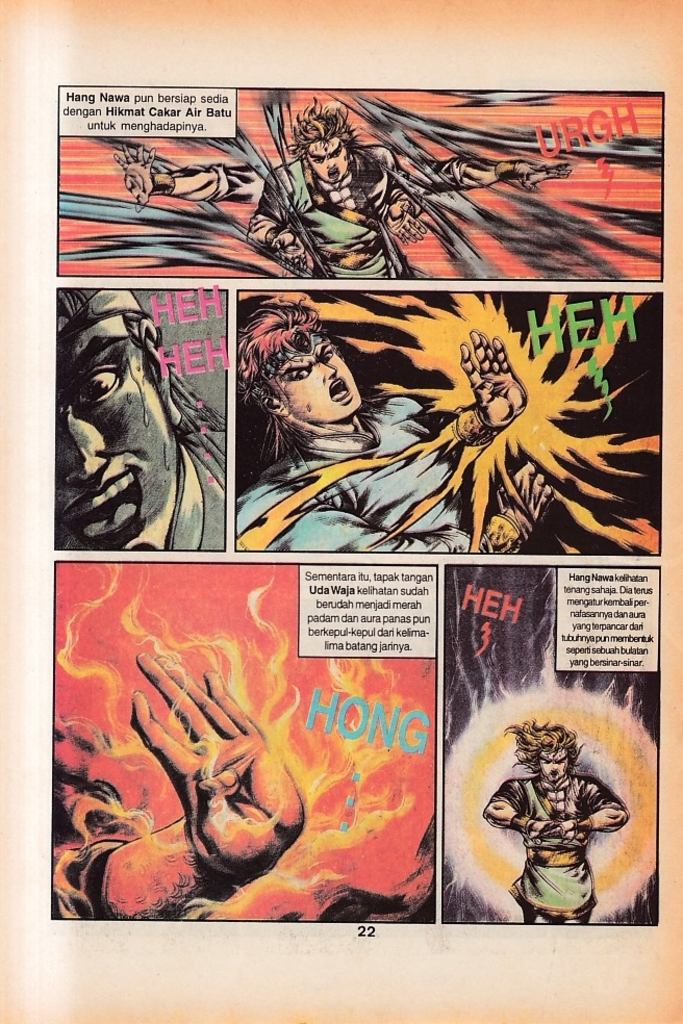 Hang Nawa pun bersiap sedia
dengan Hikmat Cakar Air Batu
untuk menghadapinya.
URGH
HEH
HEH
HEH
Sementara itu, tapak tangan
Uda Waja kelihatan sudah
berudah menjadi merah
padam dan aura panas pun
berkepul-kepul dari kelima-
lima batang jarinya.
HONG
HEH
Hang Nawa kelihatan
tenang sahaja. Dia terus
mengatur kembali per-
nafasannya dan aura
yang terpancar dari
tubuhnya pun membentuk
seperti sebuah bulatan
yang bersinar-sinar.
22